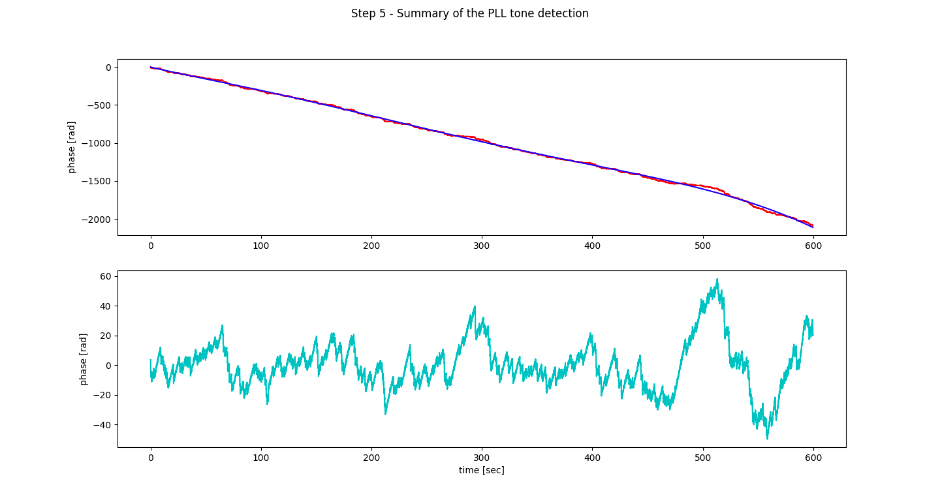 Step 5 - Summary of the PLL tone detection
0
−500
−1000
−1500
−2000
phase [rad]
0 100 200 300 400 500 600
60
40
20
0
−20
−40
phase [rad]
0 100 200 300 400 500 600
time [sec]